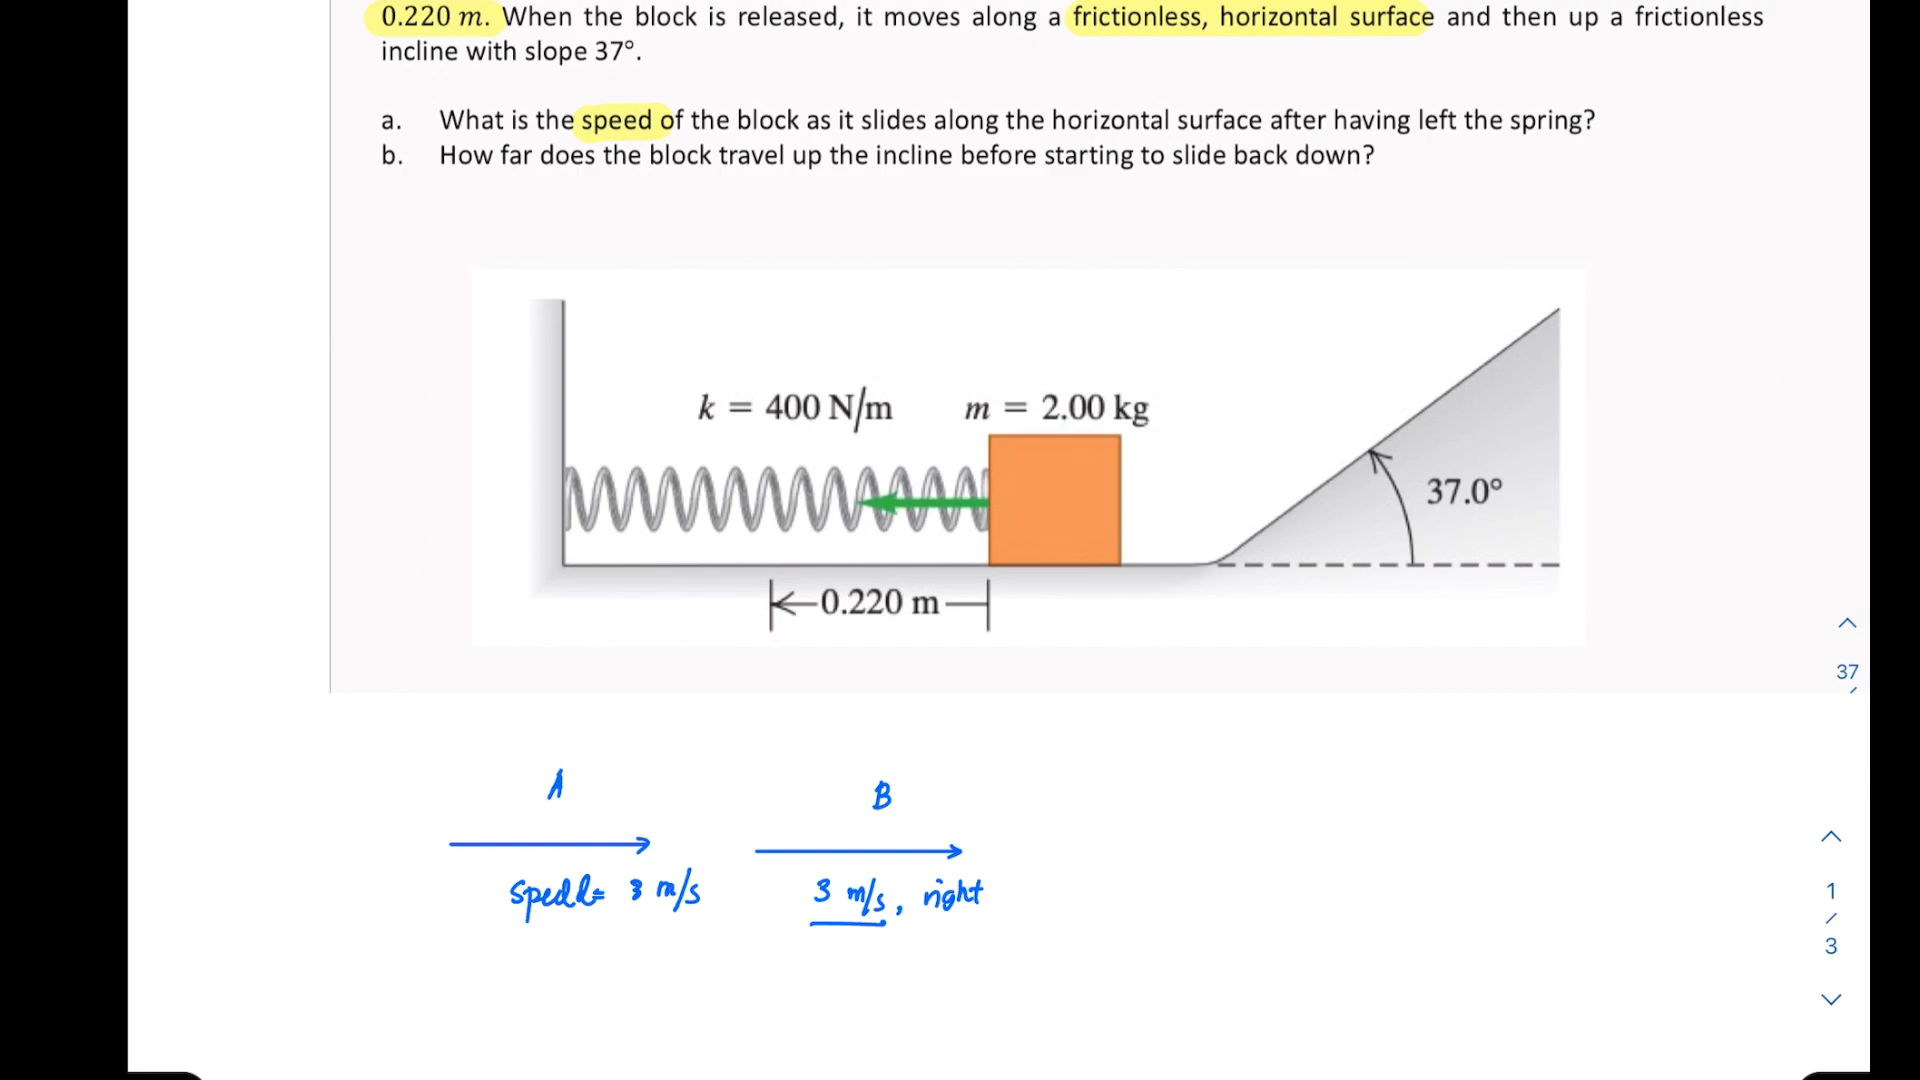 0.220 m. When the block is released, it moves along a frictionless, horizontal surface and then up a frictionless
incline with slope 37°.
a. What is the speed of the block as it slides along the horizontal surface after having left the spring?
b. How far does the block travel up the incline before starting to slide back down?
k = 400 N/m m = 2.00 kg
37.0°
0.220 m
37
/
A B
speed= 3 m/s 3 m/s, right
1
/
3